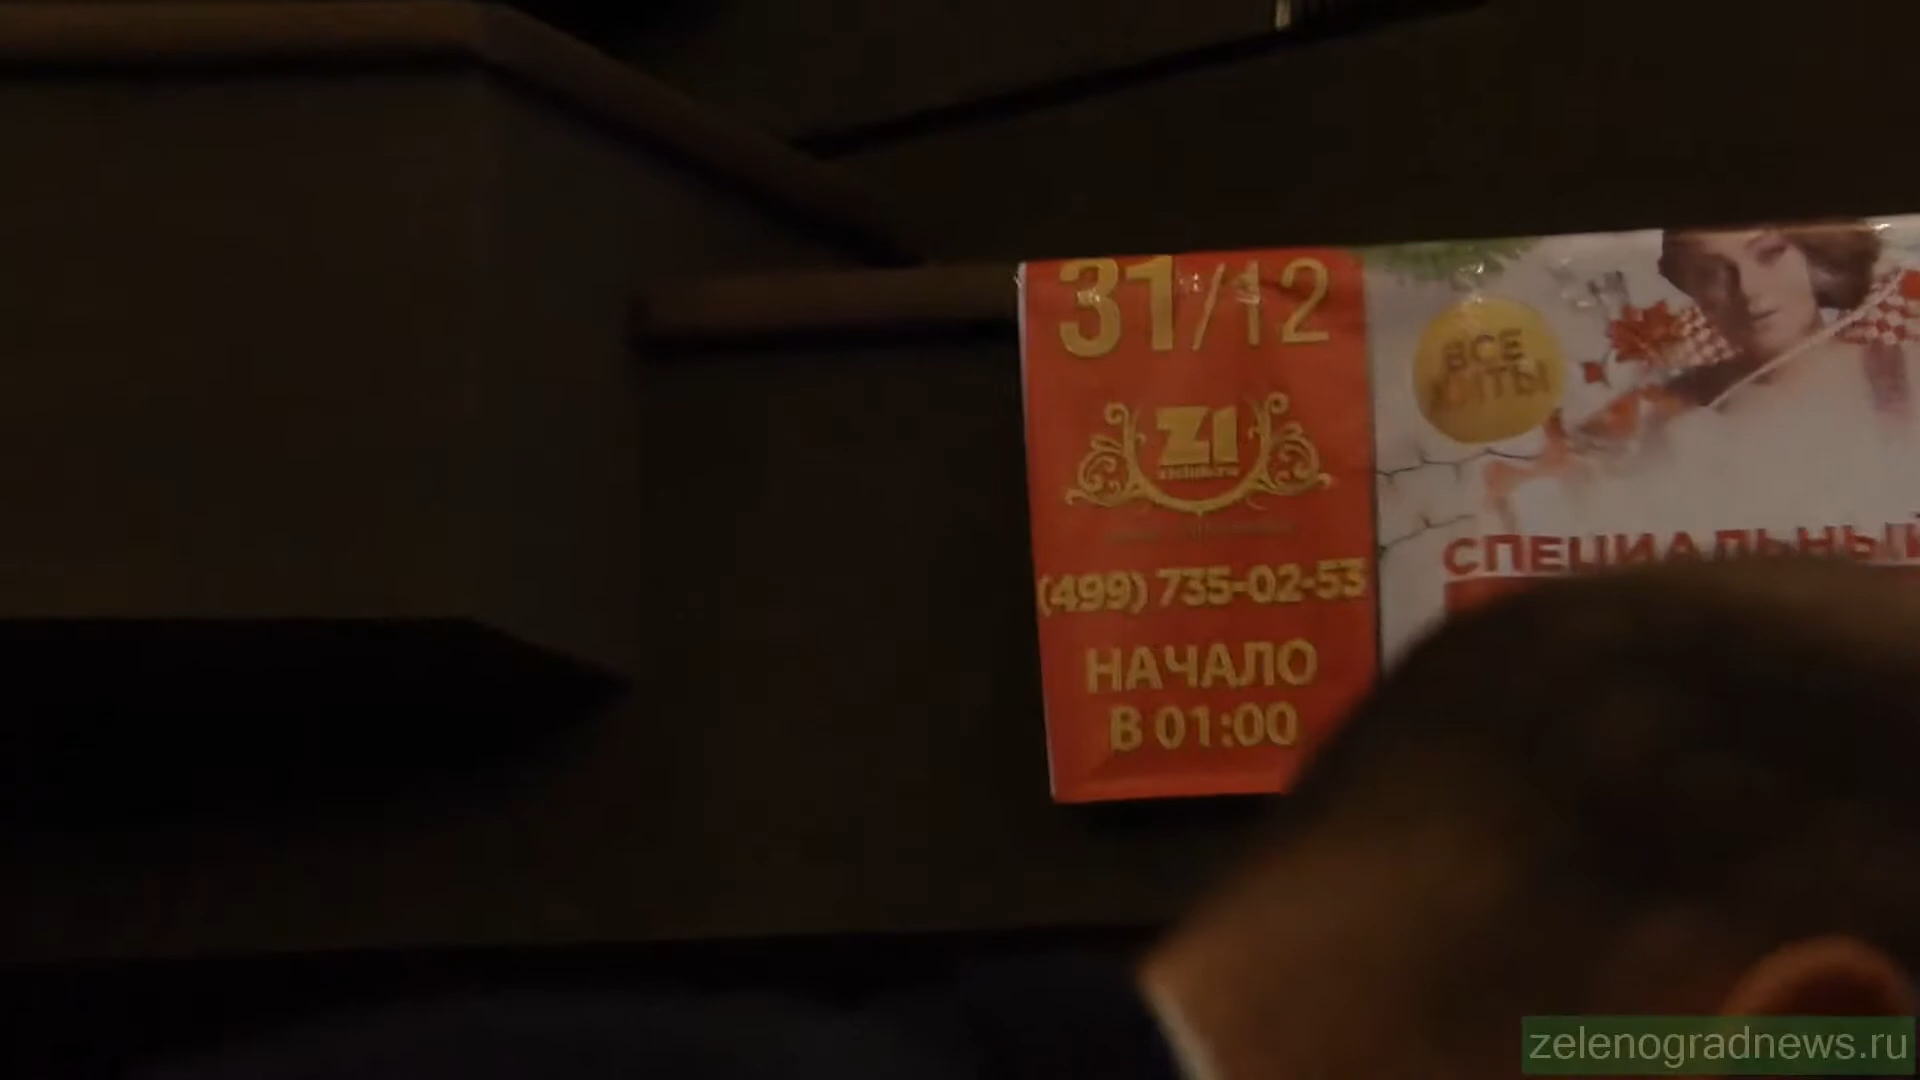 31/12
ZI
(499) 735-02-53
НАЧАЛО
В 01:00
ВСЕ
ХИТЫ
СПЕЦИАЛЬНЫЙ
zelenogradnews.ru